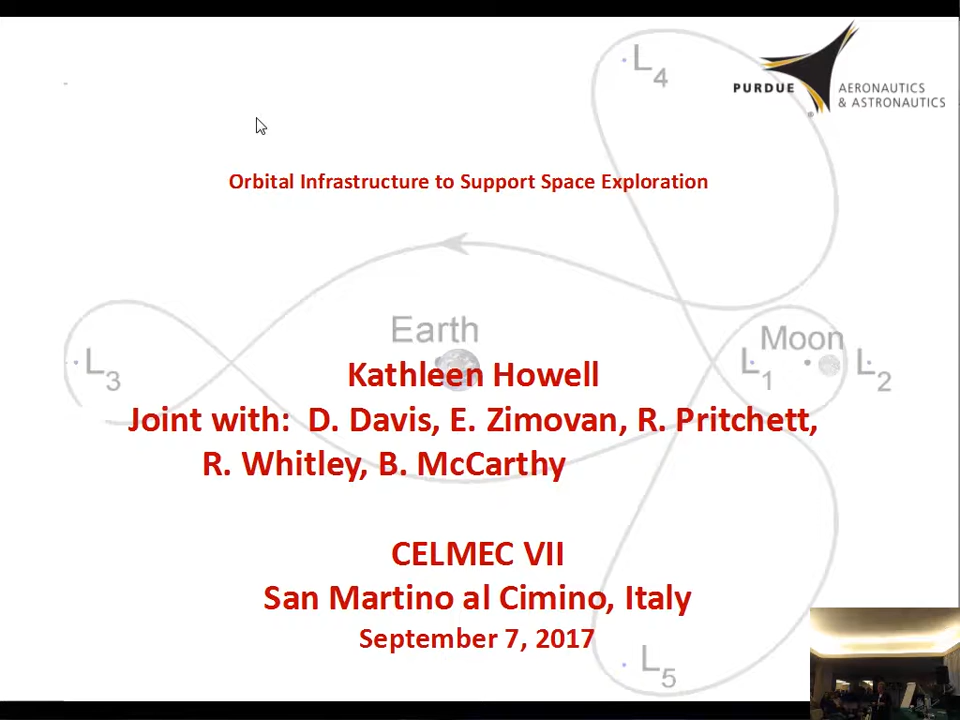 L4
PURDUE
AERONAUTICS
& ASTRONAUTICS
®
Orbital Infrastructure to Support Space Exploration
Earth
Moon
L3
L1
L2
Kathleen Howell
Joint with: D. Davis, E. Zimovan, R. Pritchett,
R. Whitley, B. McCarthy
CELMEC VII
San Martino al Cimino, Italy
September 7, 2017
L5